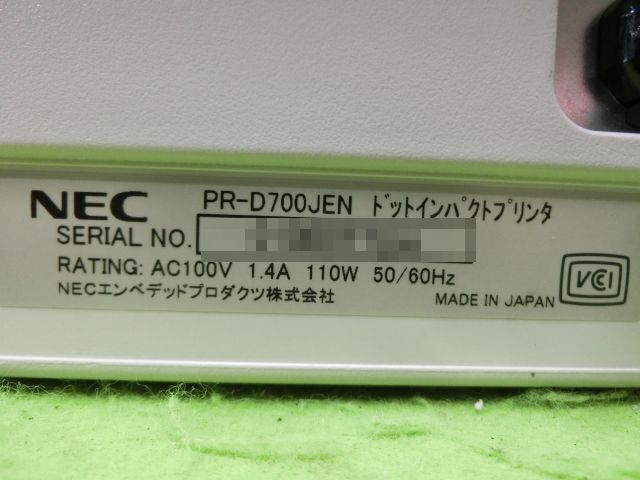 NEC PR-D700JEN ﾄﾞｯﾄｲﾝﾊﾟｸﾄﾌﾟﾘﾝﾀ
SERIAL NO.
RATING: AC100V 1.4A 110W 50/60Hz
NECエンベデッドプロダクツ株式会社
MADE IN JAPAN
VCI